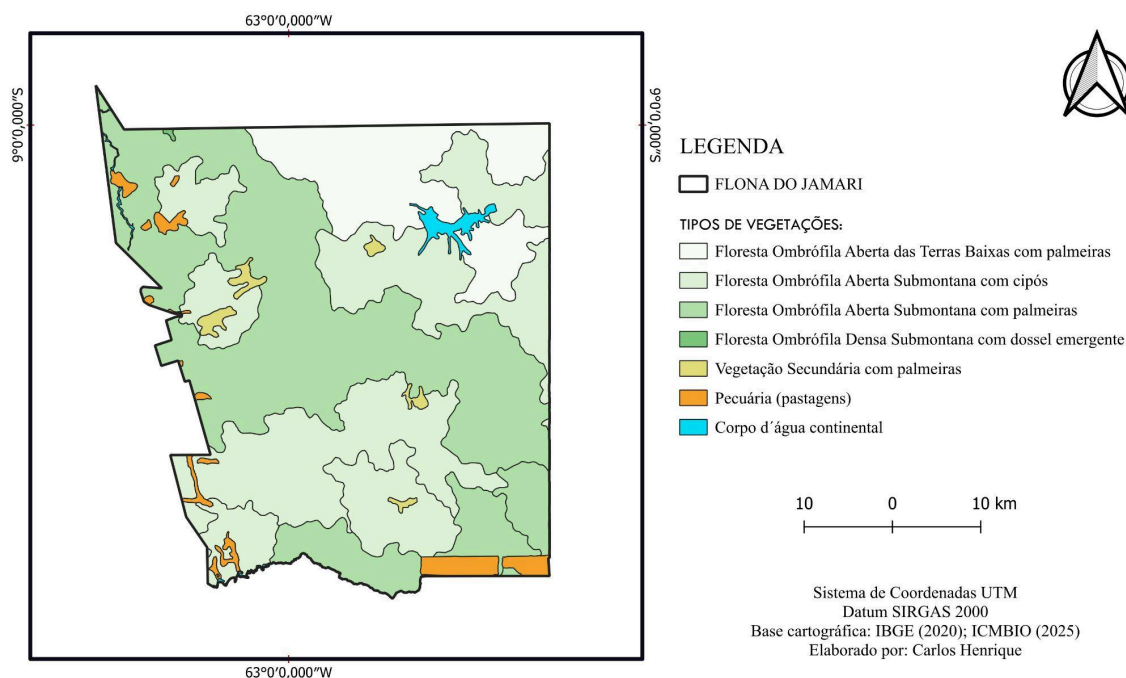 63°0'0,000"W
9°0'0,000"S
9°0'0,000"S
63°0'0,000"W
LEGENDA
FLONA DO JAMARI
TIPOS DE VEGETAÇÕES:
Floresta Ombrófila Aberta das Terras Baixas com palmeiras
Floresta Ombrófila Aberta Submontana com cipós
Floresta Ombrófila Aberta Submontana com palmeiras
Floresta Ombrófila Densa Submontana com dossel emergente
Vegetação Secundária com palmeiras
Pecuária (pastagens)
Corpo d´água continental
10 0 10 km
Sistema de Coordenadas UTM
Datum SIRGAS 2000
Base cartográfica: IBGE (2020); ICMBIO (2025)
Elaborado por: Carlos Henrique